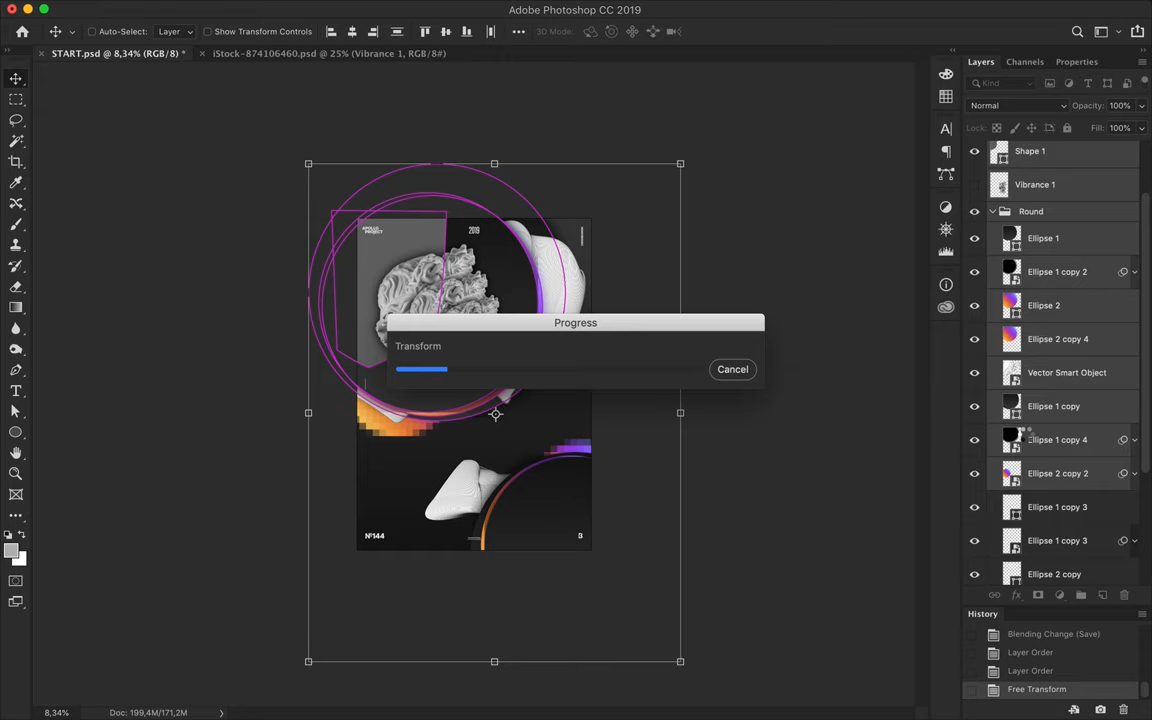 Adobe Photoshop CC 2019
Auto-Select: Layer Show Transform Controls 3D Mode:
START.psd @ 8,34% (RGB/8) * iStock-874106460.psd @ 25% (Vibrance 1, RGB/8#)
Layers Channels Properties
Kind
Normal Opacity: 100%
Lock: Fill: 100%
Shape 1
Vibrance 1
Round
Ellipse 1
Ellipse 1 copy 2
Ellipse 2
Ellipse 2 copy 4
Vector Smart Object
Ellipse 1 copy
Ellipse 1 copy 4
Ellipse 2 copy 2
Ellipse 1 copy 3
Ellipse 1 copy 3
Ellipse 2 copy
fx
History
Blending Change (Save)
Layer Order
Layer Order
Free Transform
APOLLO
PROJECT
2019
Progress
Transform
Cancel
Nº144
B
8,34% Doc: 199,4M/171,2M